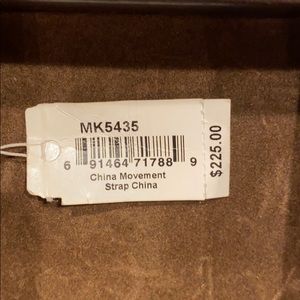 MK5435
6 91464 71788 9
China Movement
Strap China
$225.00